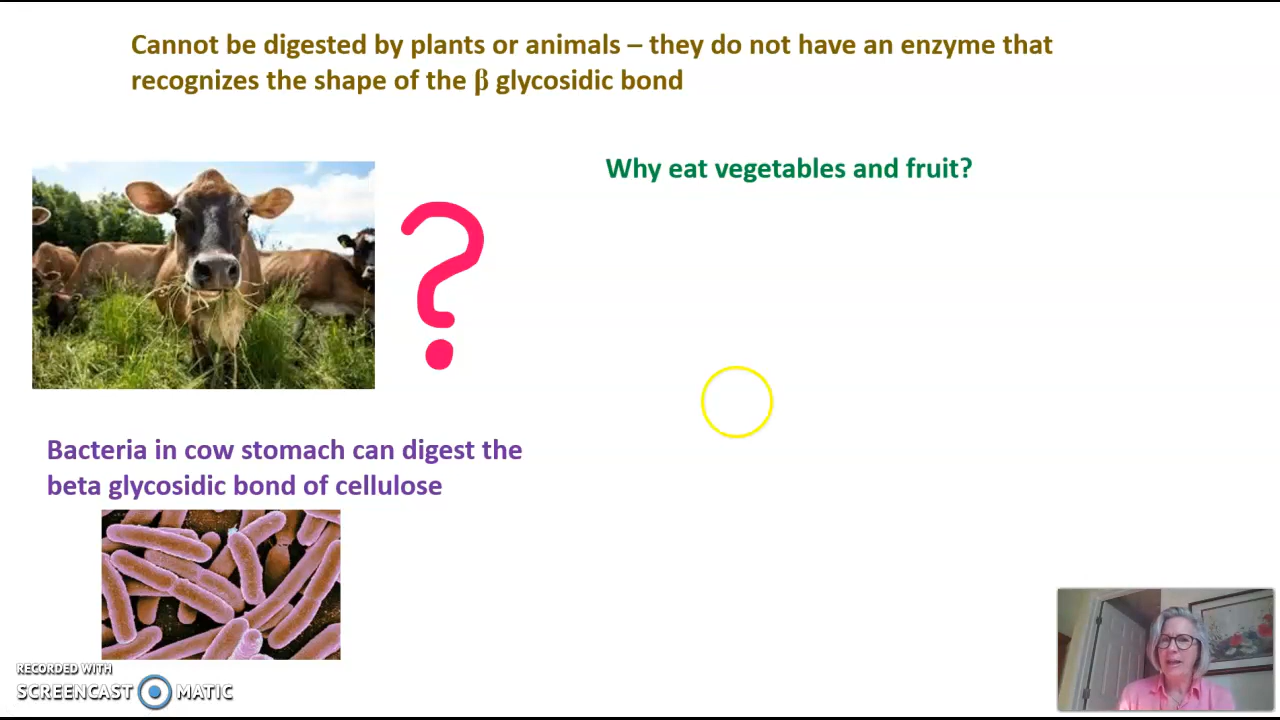 Cannot be digested by plants or animals – they do not have an enzyme that
recognizes the shape of the β glycosidic bond
Why eat vegetables and fruit?
?
Bacteria in cow stomach can digest the
beta glycosidic bond of cellulose
RECORDED WITH
SCREENCAST MATIC